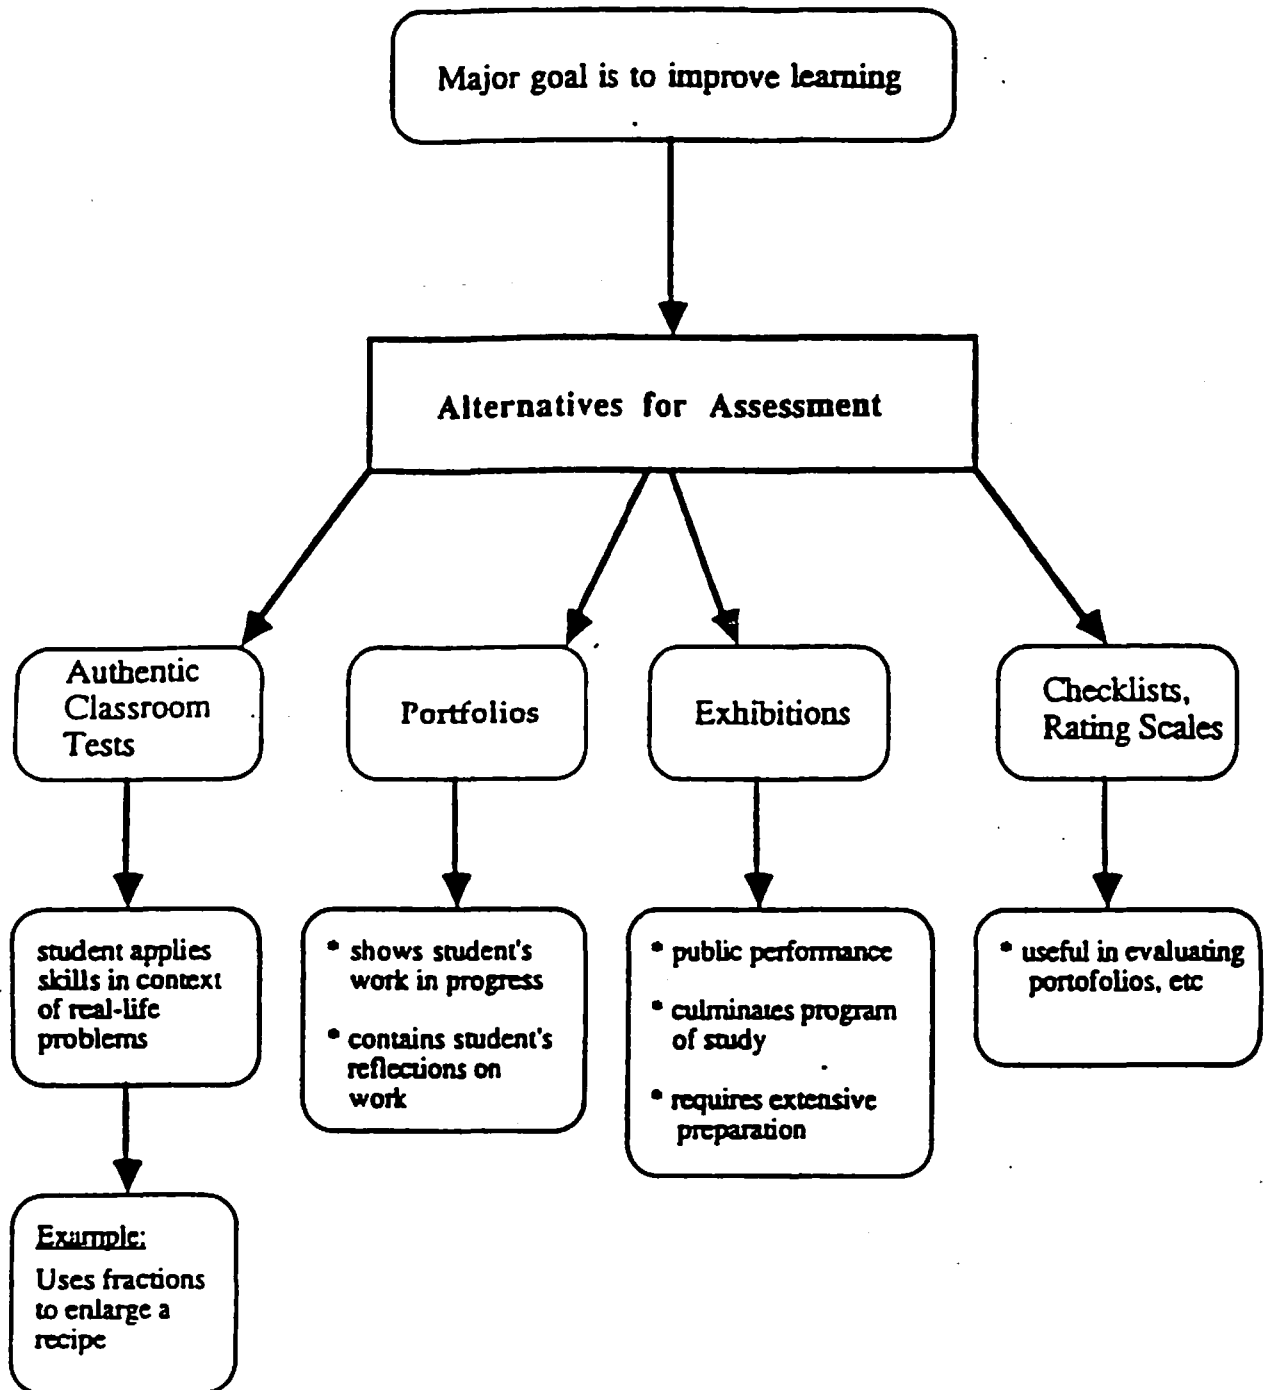 Major goal is to improve learning
Alternatives for Assessment
Authentic
Classroom
Tests
Portfolios
Exhibitions
Checklists,
Rating Scales
student applies
skills in context
of real-life
problems
* shows student's
work in progress
* contains student's
reflections on
work
* public performance
* culminates program
of study
* requires extensive
preparation
* useful in evaluating
portofolios, etc
Example:
Uses fractions
to enlarge a
recipe